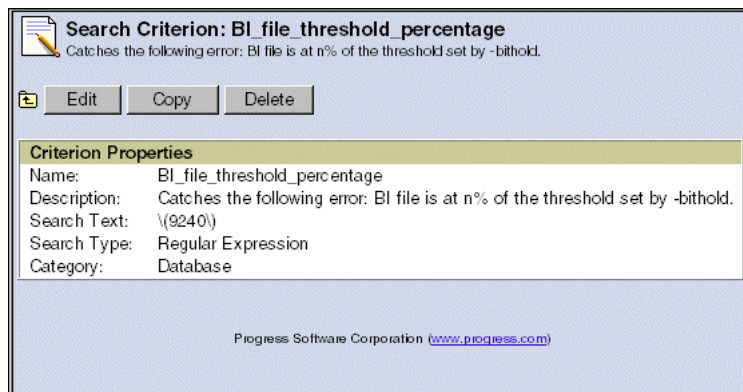 Search Criterion: BI_file_threshold_percentage
Catches the following error: BI file is at n% of the threshold set by -bithold.
Edit Copy Delete
Criterion Properties
Name: BI_file_threshold_percentage
Description: Catches the following error: BI file is at n% of the threshold set by -bithold.
Search Text: \(9240\)
Search Type: Regular Expression
Category: Database
Progress Software Corporation (www.progress.com)